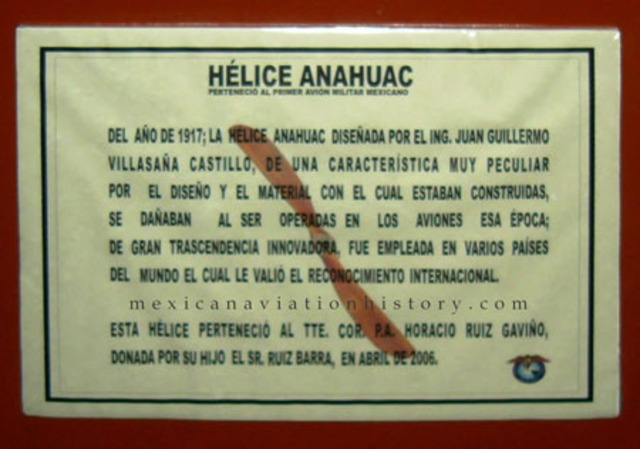 HÉLICE ANAHUAC
PERTENECIÓ AL PRIMER AVIÓN MILITAR MEXICANO
DEL AÑO DE 1917; LA HÉLICE ANAHUAC DISEÑADA POR EL ING. JUAN GUILLERMO
VILLASAÑA CASTILLO, DE UNA CARACTERÍSTICA MUY PECULIAR
POR EL DISEÑO Y EL MATERIAL CON EL CUAL ESTABAN CONSTRUIDAS,
SE DAÑABAN AL SER OPERADAS EN LOS AVIONES ESA ÉPOCA;
DE GRAN TRASCENDENCIA INNOVADORA, FUE EMPLEADA EN VARIOS PAÍSES
DEL MUNDO EL CUAL LE VALIÓ EL RECONOCIMIENTO INTERNACIONAL.
mexicanaviationhistory.com
ESTA HÉLICE PERTENECIÓ AL TTE. COR. P.A. HORACIO RUIZ GAVIÑO,
DONADA POR SU HIJO EL SR. RUIZ BARRA, EN ABRIL DE 2006.